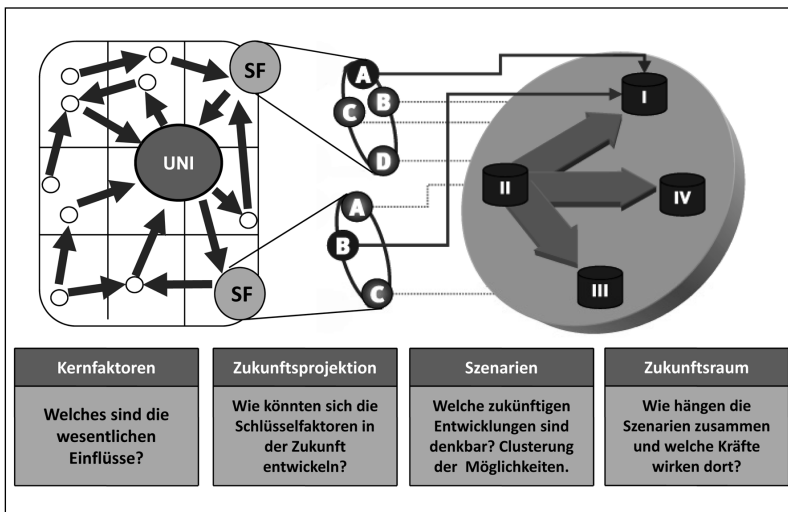 SF
UNI
SF
A
B
C
D
A
B
C
I
II
IV
III
Kernfaktoren
Welches sind die
wesentlichen
Einflüsse?
Zukunftsprojektion
Wie könnten sich die
Schlüsselfaktoren in
der Zukunft
entwickeln?
Szenarien
Welche zukünftigen
Entwicklungen sind
denkbar? Clusterung
der Möglichkeiten.
Zukunftsraum
Wie hängen die
Szenarien zusammen
und welche Kräfte
wirken dort?